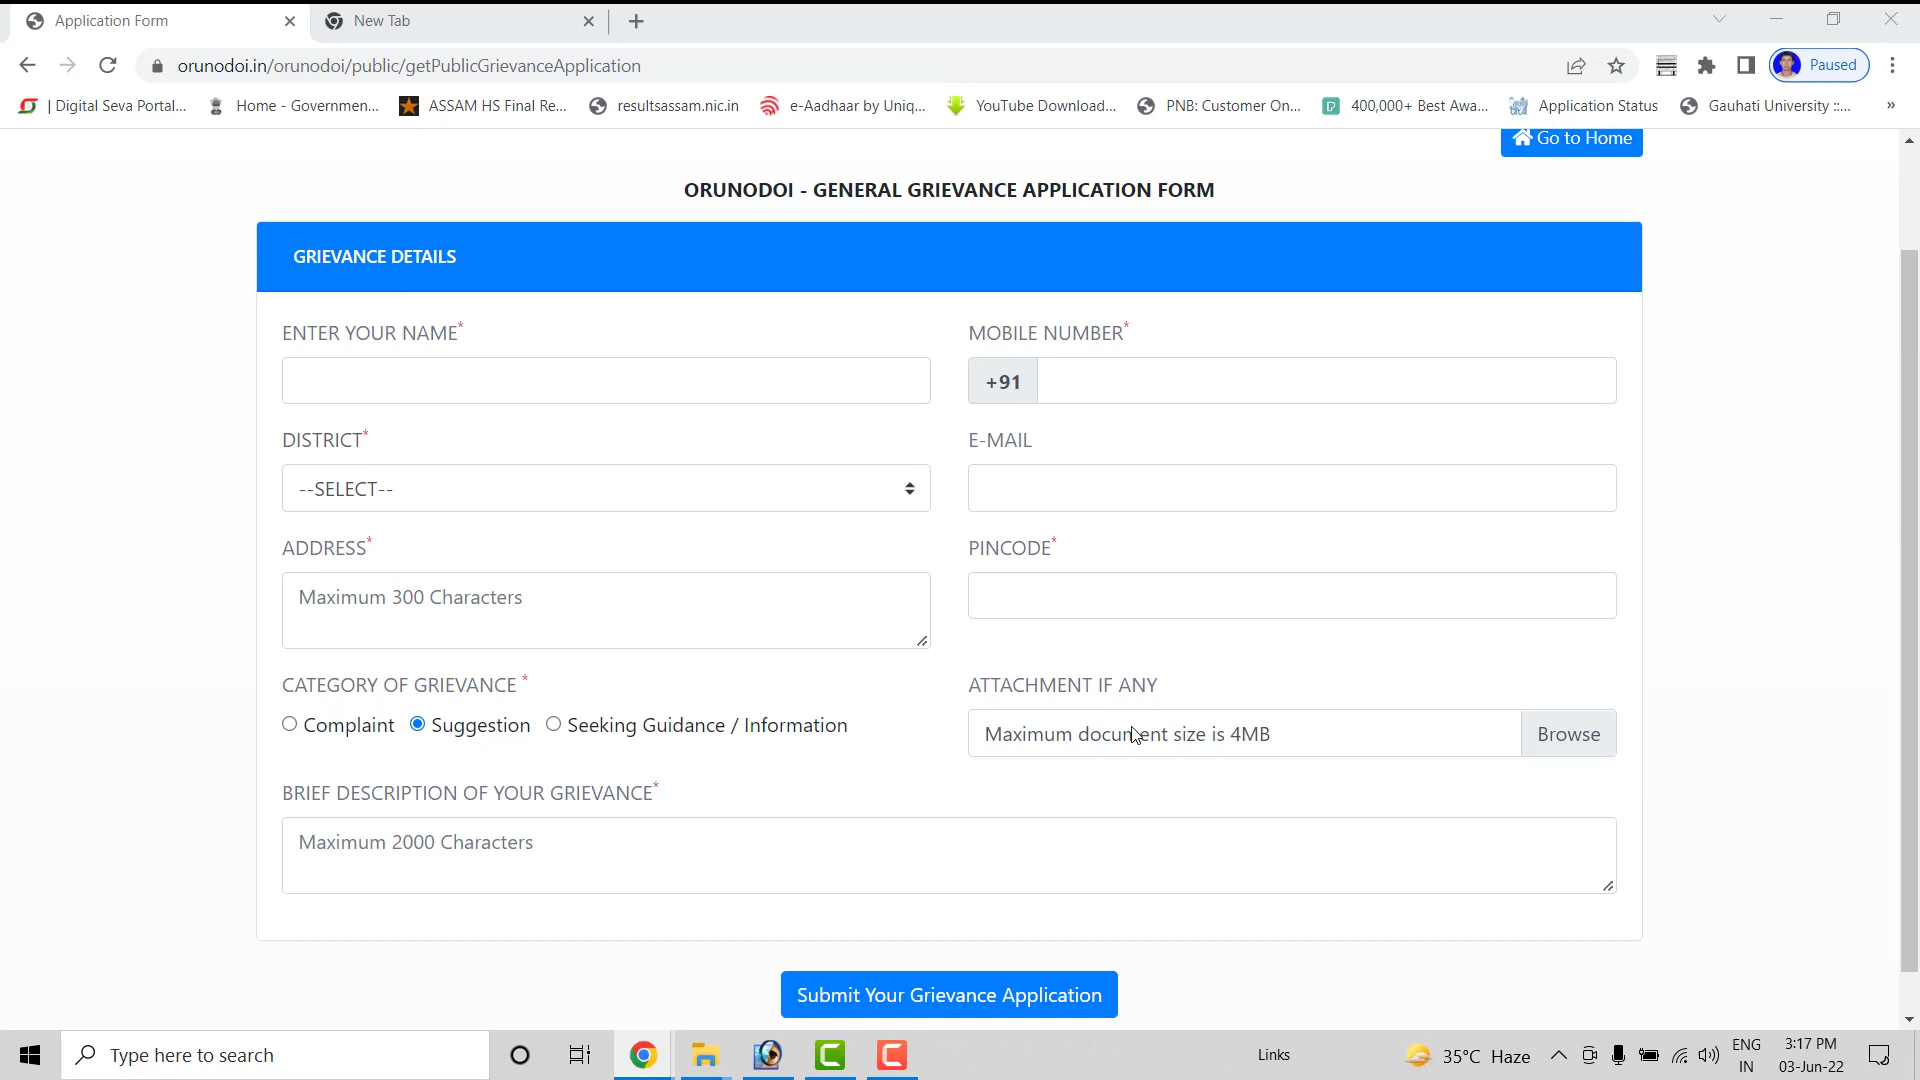 Application Form
New Tab
orunodoi.in/orunodoi/public/getPublicGrievanceApplication
Paused
| Digital Seva Portal...
Home - Governmen...
ASSAM HS Final Re...
resultsassam.nic.in
e-Aadhaar by Uniq...
YouTube Download...
PNB: Customer On...
400,000+ Best Awa...
Application Status
Gauhati University ::...
»
Go to Home
ORUNODOI - GENERAL GRIEVANCE APPLICATION FORM
GRIEVANCE DETAILS
ENTER YOUR NAME*
MOBILE NUMBER*
+91
DISTRICT*
E-MAIL
--SELECT--
ADDRESS*
PINCODE*
Maximum 300 Characters
CATEGORY OF GRIEVANCE *
ATTACHMENT IF ANY
Complaint Suggestion Seeking Guidance / Information
Maximum document size is 4MB
Browse
BRIEF DESCRIPTION OF YOUR GRIEVANCE*
Maximum 2000 Characters
Submit Your Grievance Application
Type here to search
Links
35°C Haze
ENG
IN
3:17 PM
03-Jun-22